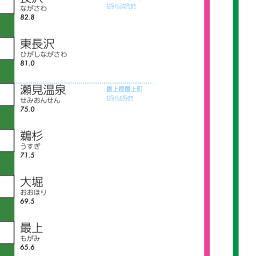 長沢
ながさわ
82.8
東長沢
ひがしながさわ
81.0
瀬見温泉
せみおんせん
75.0
最上郡最上町
鵜杉
うすぎ
71.5
大堀
おおほり
69.5
最上
もがみ
65.6